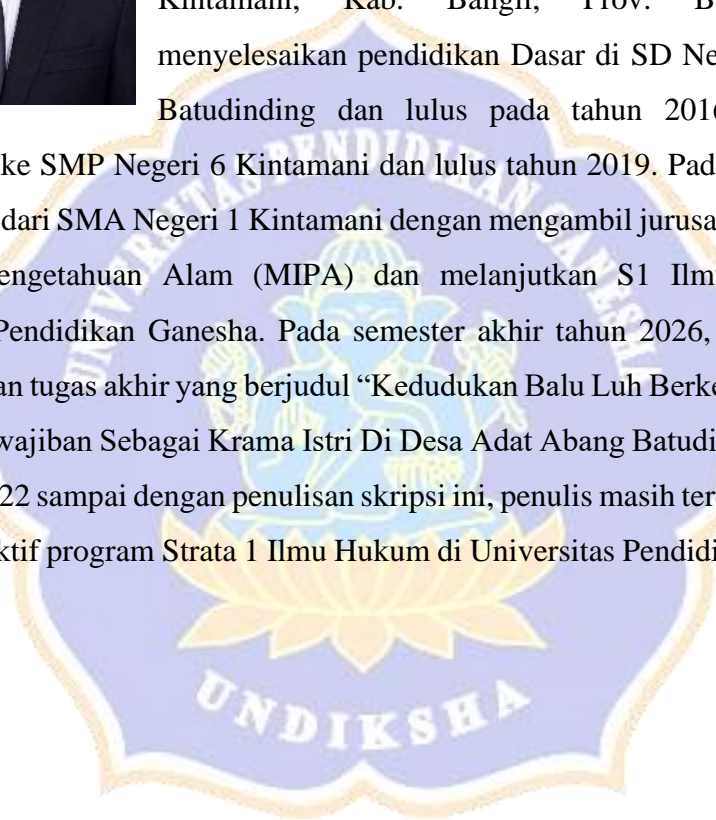 Kintamani, Kab. Bangli, Prov. B
menyelesaikan pendidikan Dasar di SD Ne
Batudinding dan lulus pada tahun 2016
ke SMP Negeri 6 Kintamani dan lulus tahun 2019. Pad
dari SMA Negeri 1 Kintamani dengan mengambil jurusa
engetahuan Alam (MIPA) dan melanjutkan S1 Ilm
Pendidikan Ganesha. Pada semester akhir tahun 2026,
an tugas akhir yang berjudul “Kedudukan Balu Luh Berke
wajiban Sebagai Krama Istri Di Desa Adat Abang Batudi
22 sampai dengan penulisan skripsi ini, penulis masih ter
ktif program Strata 1 Ilmu Hukum di Universitas Pendidi
UNIVERSITAS PENDIDIKAN GANESHA
UNDIKSHA